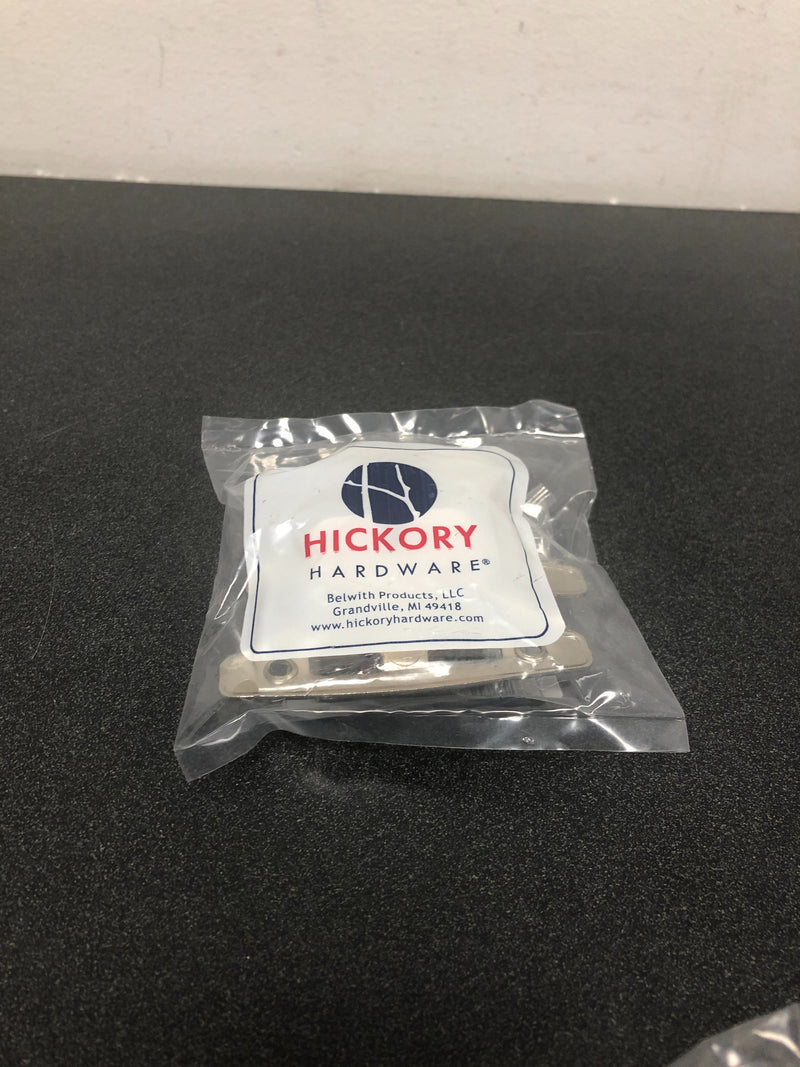 HICKORY
HARDWARE®
Belwith Products, LLC
Grandville, MI 49418
www.hickoryhardware.com